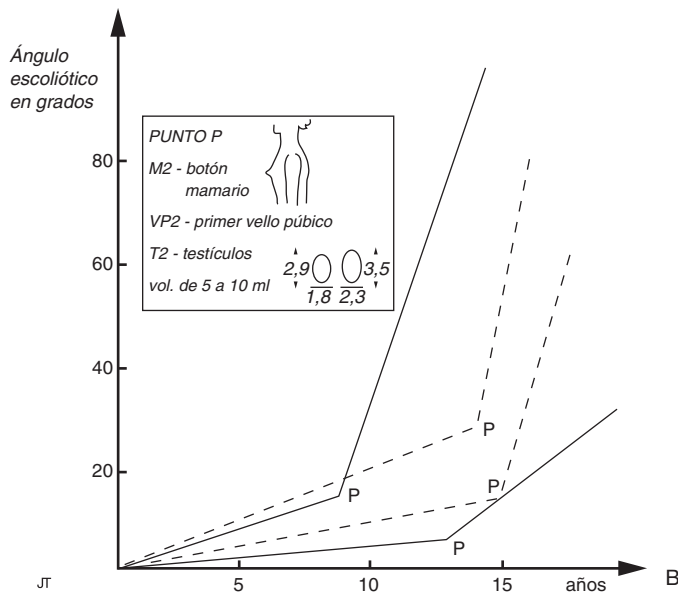 Ángulo
escoliótico
en grados
PUNTO P
M2 - botón
mamario
VP2 - primer vello púbico
T2 - testículos
vol. de 5 a 10 ml
2,9
3,5
1,8
2,3
80
60
40
20
P
P
P
P
5
10
15
años
B
JT